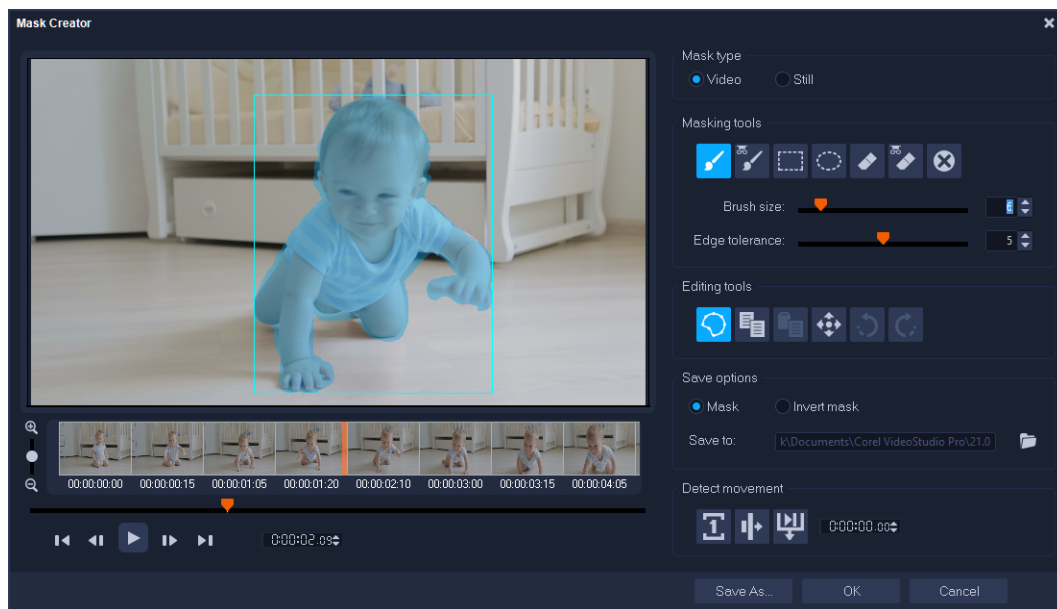 Mask Creator
Mask type
Video
Still
Masking tools
Brush size:
6
Edge tolerance:
5
Editing tools
Save options
Mask
Invert mask
Save to:
k\Documents\Corel VideoStudio Pro\21.0
00:00:00:00 00:00:00:15 00:00:01:05 00:00:01:20 00:00:02:10 00:00:03:00 00:00:03:15 00:00:04:05
Detect movement
1
0:00:00.00
0:00:02.09
Save As...
OK
Cancel